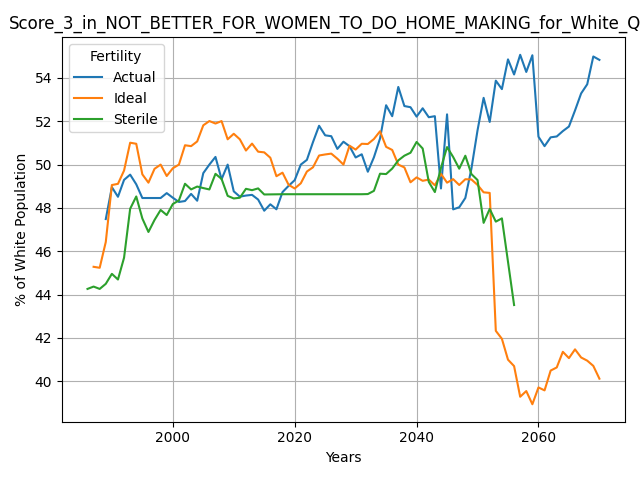 Score_3_in_NOT_BETTER_FOR_WOMEN_TO_DO_HOME_MAKING_for_White_Q
Fertility
Actual
Ideal
Sterile
% of White Population
54
52
50
48
46
44
42
40
2000
2020
2040
2060
Years